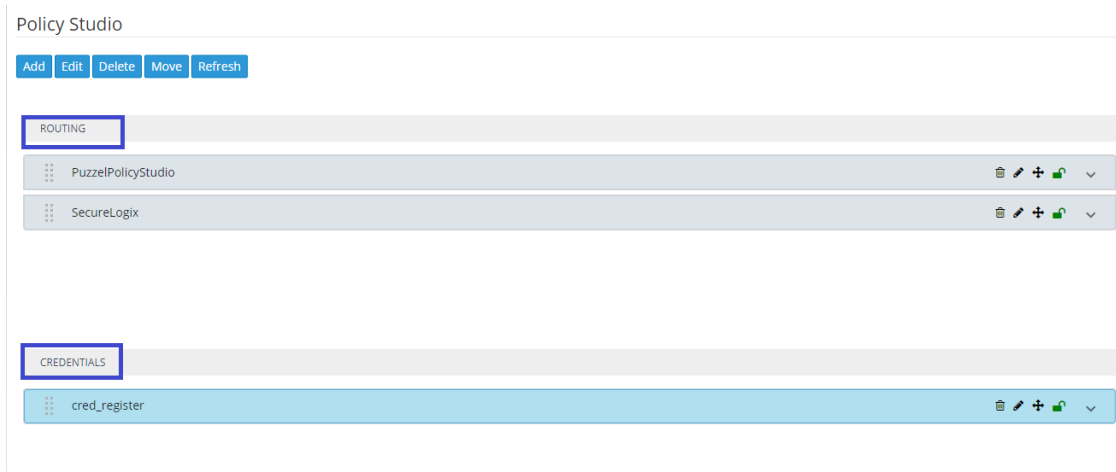 Policy Studio
Add Edit Delete Move Refresh
ROUTING
PuzzelPolicyStudio
SecureLogix
CREDENTIALS
cred_register